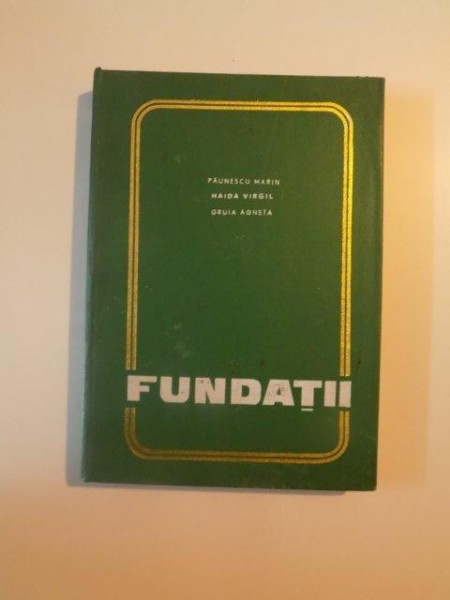 PĂUNESCU MARIN
HAIDA VIRGIL
GRUIA AGNETA
FUNDAȚII